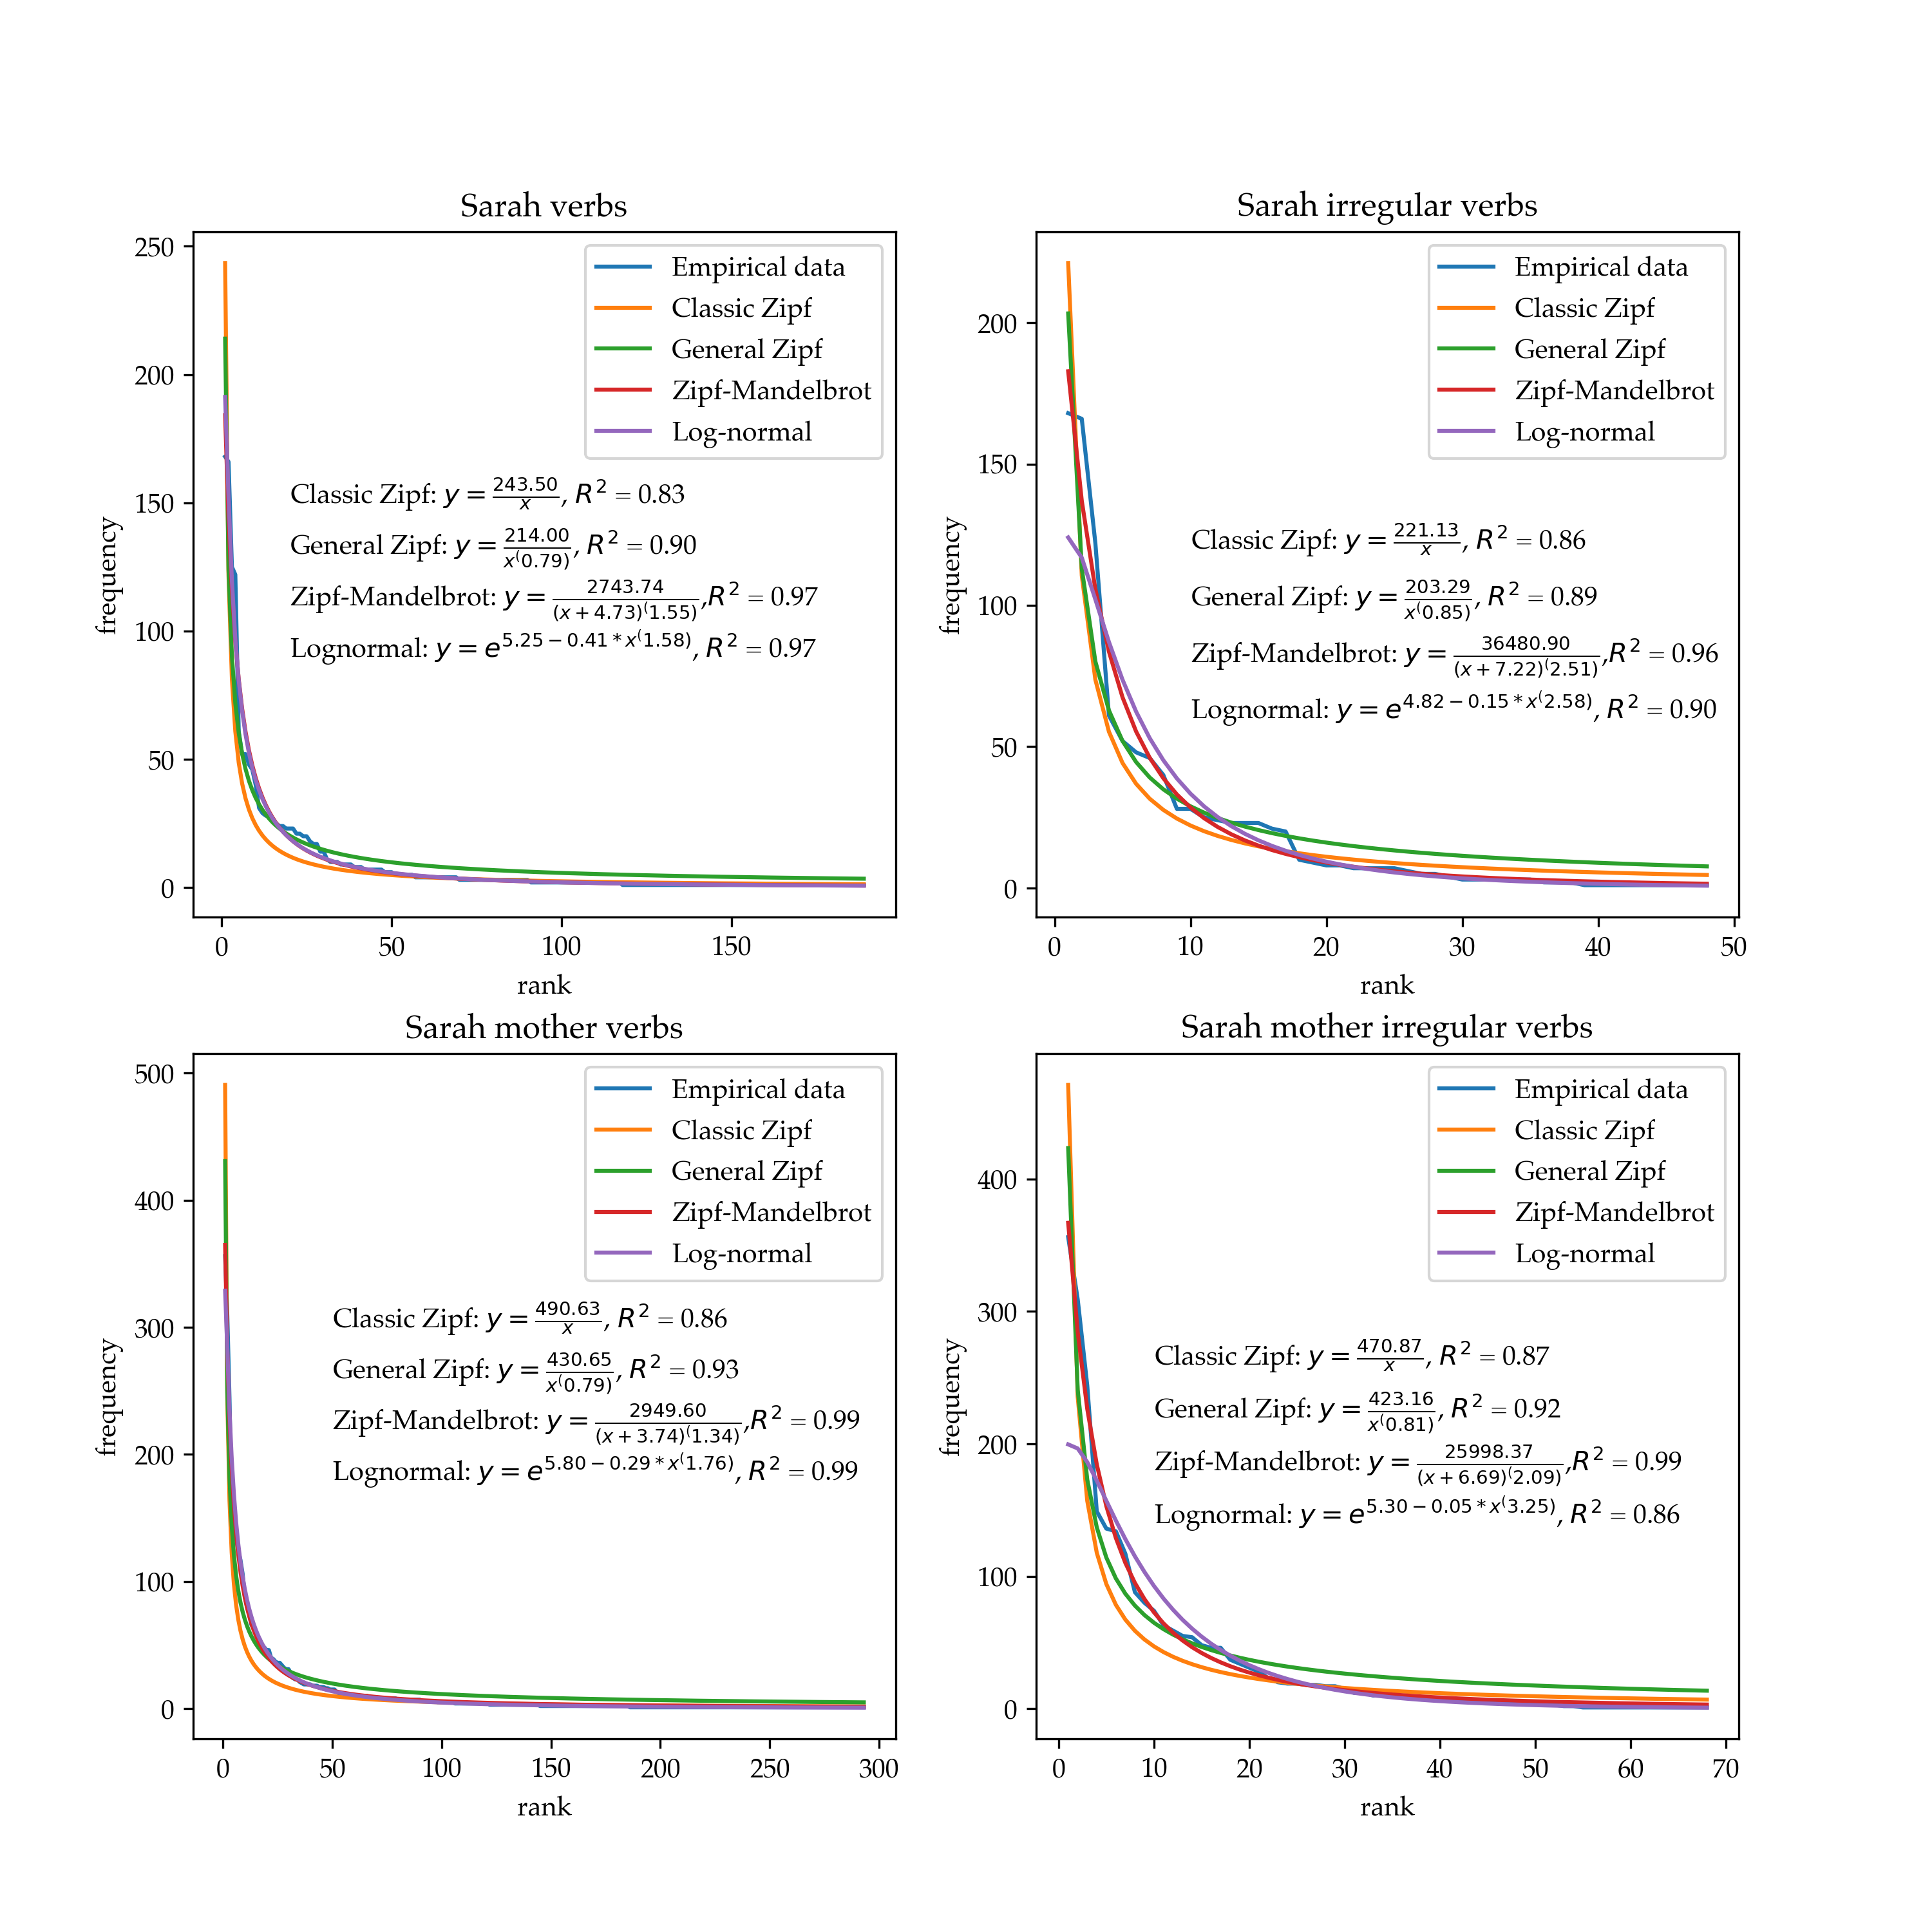 Sarah verbs
250
200
150
100
50
0
frequency
Empirical data
Classic Zipf
General Zipf
Zipf-Mandelbrot
Log-normal
Classic Zipf: y = 243.50/x, R² = 0.83
General Zipf: y = 214.00/x⁽0.79), R² = 0.90
Zipf-Mandelbrot: y = 2743.74/(x + 4.73)⁽1.55),R² = 0.97
Lognormal: y = e^5.25 − 0.41 * x⁽1.58), R² = 0.97
0 50 100 150
rank
Sarah irregular verbs
200
150
100
50
0
frequency
Empirical data
Classic Zipf
General Zipf
Zipf-Mandelbrot
Log-normal
Classic Zipf: y = 221.13/x, R² = 0.86
General Zipf: y = 203.29/x⁽0.85), R² = 0.89
Zipf-Mandelbrot: y = 36480.90/(x + 7.22)⁽2.51),R² = 0.96
Lognormal: y = e^4.82 − 0.15 * x⁽2.58), R² = 0.90
0 10 20 30 40 50
rank
Sarah mother verbs
500
400
300
200
100
0
frequency
Empirical data
Classic Zipf
General Zipf
Zipf-Mandelbrot
Log-normal
Classic Zipf: y = 490.63/x, R² = 0.86
General Zipf: y = 430.65/x⁽0.79), R² = 0.93
Zipf-Mandelbrot: y = 2949.60/(x + 3.74)⁽1.34),R² = 0.99
Lognormal: y = e^5.80 − 0.29 * x⁽1.76), R² = 0.99
0 50 100 150 200 250 300
rank
Sarah mother irregular verbs
400
300
200
100
0
frequency
Empirical data
Classic Zipf
General Zipf
Zipf-Mandelbrot
Log-normal
Classic Zipf: y = 470.87/x, R² = 0.87
General Zipf: y = 423.16/x⁽0.81), R² = 0.92
Zipf-Mandelbrot: y = 25998.37/(x + 6.69)⁽2.09),R² = 0.99
Lognormal: y = e^5.30 − 0.05 * x⁽3.25), R² = 0.86
0 10 20 30 40 50 60 70
rank